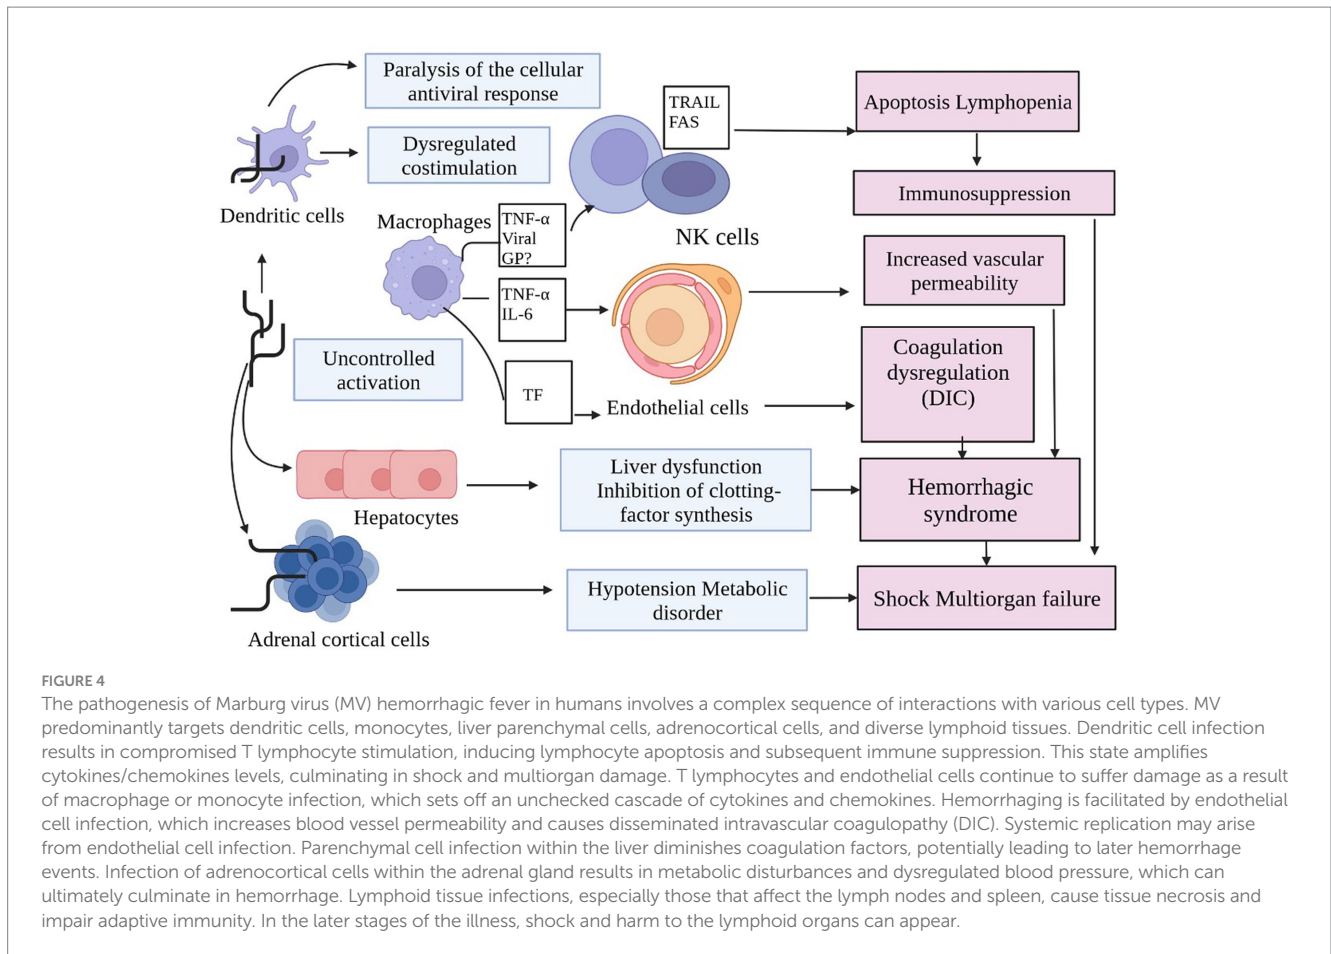 Paralysis of the cellular
antiviral response
Dysregulated
costimulation
Dendritic cells
TRAIL
FAS
Apoptosis Lymphopenia
Immunosuppression
Macrophages
TNF-α
Viral
GP?
NK cells
TNF-α
IL-6
Increased vascular
permeability
Uncontrolled
activation
TF
Endothelial cells
Coagulation
dysregulation
(DIC)
Hepatocytes
Liver dysfunction
Inhibition of clotting-
factor synthesis
Hemorrhagic
syndrome
Adrenal cortical cells
Hypotension Metabolic
disorder
Shock Multiorgan failure
FIGURE 4
The pathogenesis of Marburg virus (MV) hemorrhagic fever in humans involves a complex sequence of interactions with various cell types. MV
predominantly targets dendritic cells, monocytes, liver parenchymal cells, adrenocortical cells, and diverse lymphoid tissues. Dendritic cell infection
results in compromised T lymphocyte stimulation, inducing lymphocyte apoptosis and subsequent immune suppression. This state amplifies
cytokines/chemokines levels, culminating in shock and multiorgan damage. T lymphocytes and endothelial cells continue to suffer damage as a result
of macrophage or monocyte infection, which sets off an unchecked cascade of cytokines and chemokines. Hemorrhaging is facilitated by endothelial
cell infection, which increases blood vessel permeability and causes disseminated intravascular coagulopathy (DIC). Systemic replication may arise
from endothelial cell infection. Parenchymal cell infection within the liver diminishes coagulation factors, potentially leading to later hemorrhage
events. Infection of adrenocortical cells within the adrenal gland results in metabolic disturbances and dysregulated blood pressure, which can
ultimately culminate in hemorrhage. Lymphoid tissue infections, especially those that affect the lymph nodes and spleen, cause tissue necrosis and
impair adaptive immunity. In the later stages of the illness, shock and harm to the lymphoid organs can appear.